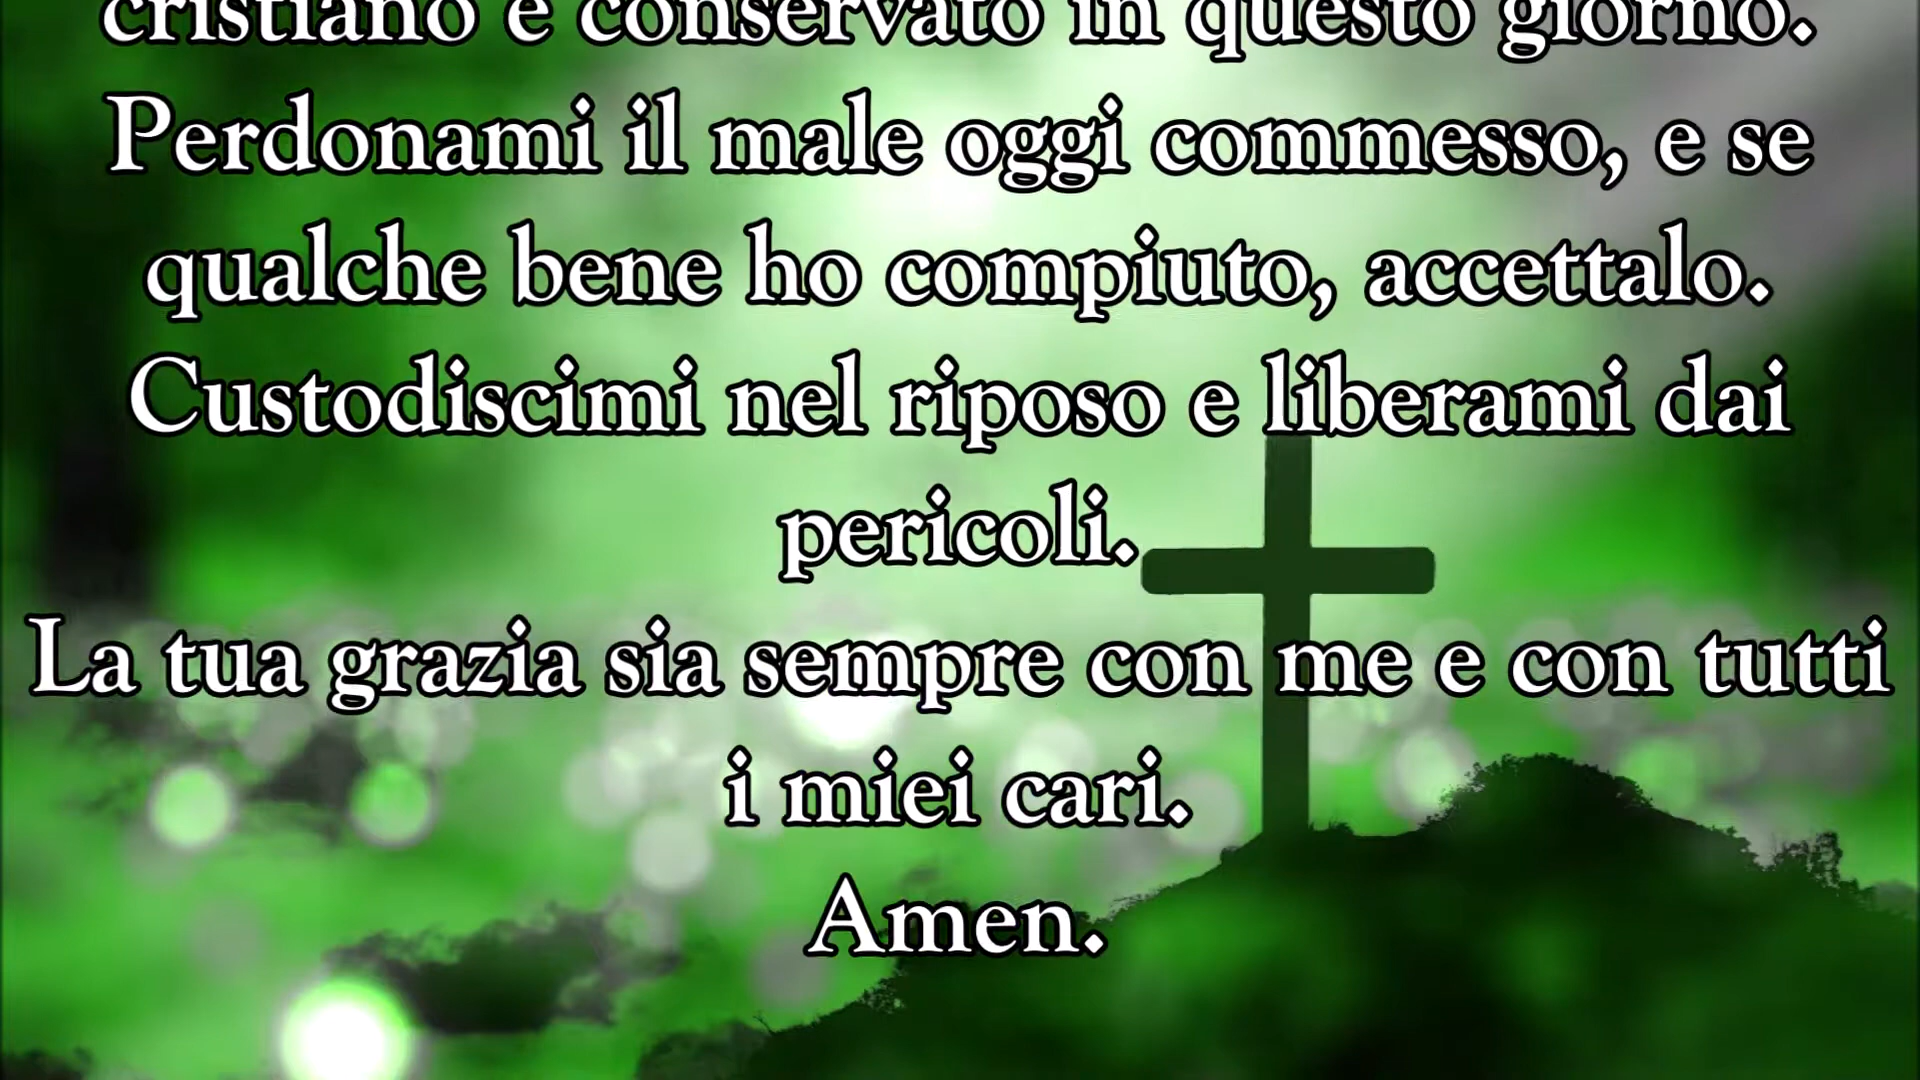 cristiano e conservato in questo giorno.
Perdonami il male oggi commesso, e se
qualche bene ho compiuto, accettalo.
Custodiscimi nel riposo e liberami dai
pericoli.
La tua grazia sia sempre con me e con tutti
i miei cari.
Amen.